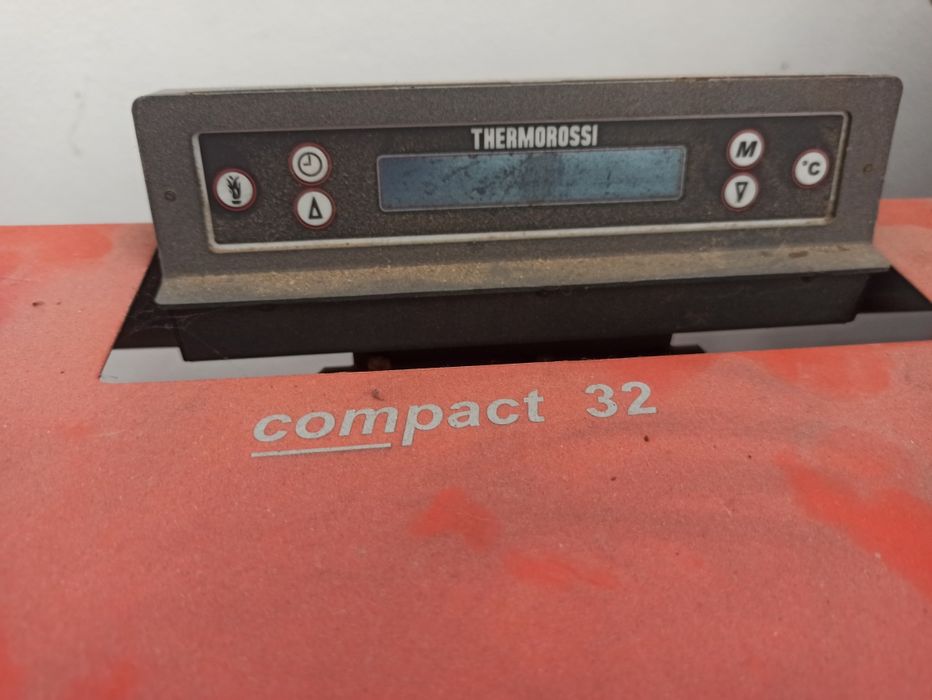 THERMOROSSI
M
°C
compact 32